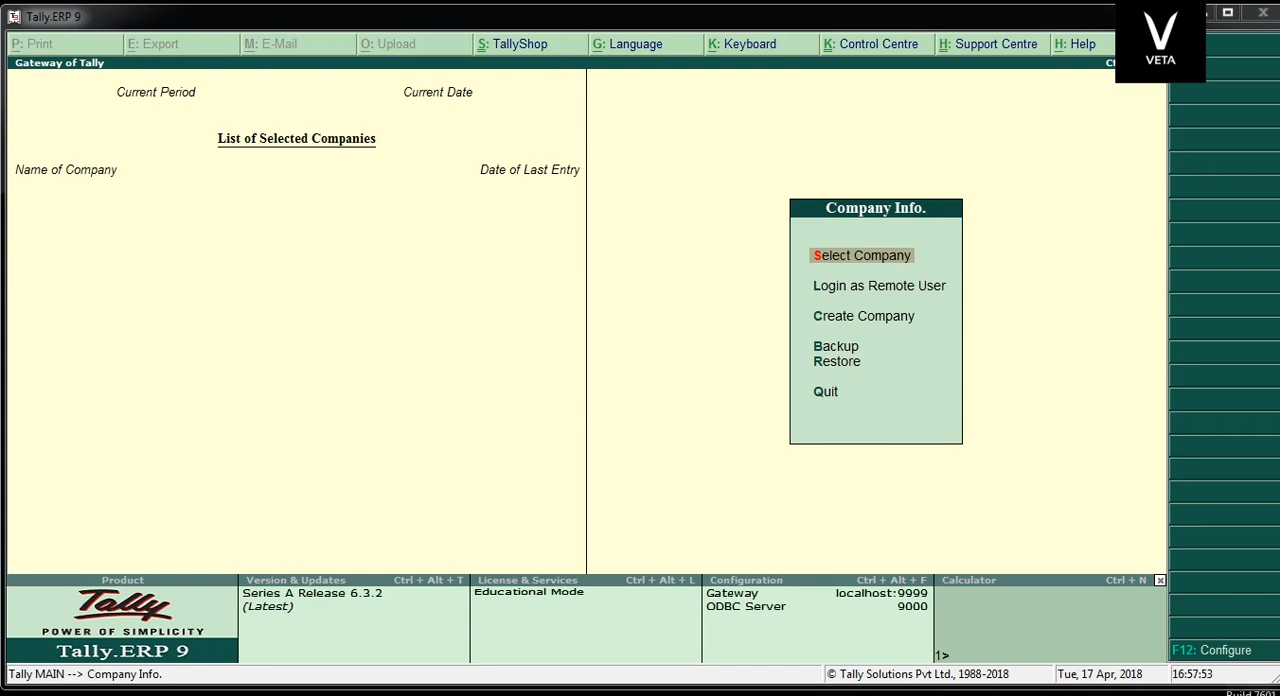 Tally.ERP 9
V
VETA
P: Print E: Export M: E-Mail O: Upload S: TallyShop G: Language K: Keyboard K: Control Centre H: Support Centre H: Help
Gateway of Tally
Current Period Current Date
List of Selected Companies
Name of Company Date of Last Entry
Company Info.
Select Company
Login as Remote User
Create Company
Backup
Restore
Quit
Product Version & Updates Ctrl + Alt + T License & Services Ctrl + Alt + L Configuration Ctrl + Alt + F Calculator Ctrl + N x
Tally
POWER OF SIMPLICITY
Tally.ERP 9
Series A Release 6.3.2
(Latest)
Educational Mode
Gateway localhost:9999
ODBC Server 9000
1>
F12: Configure
Tally MAIN --> Company Info. © Tally Solutions Pvt Ltd., 1988-2018 Tue, 17 Apr, 2018 16:57:53